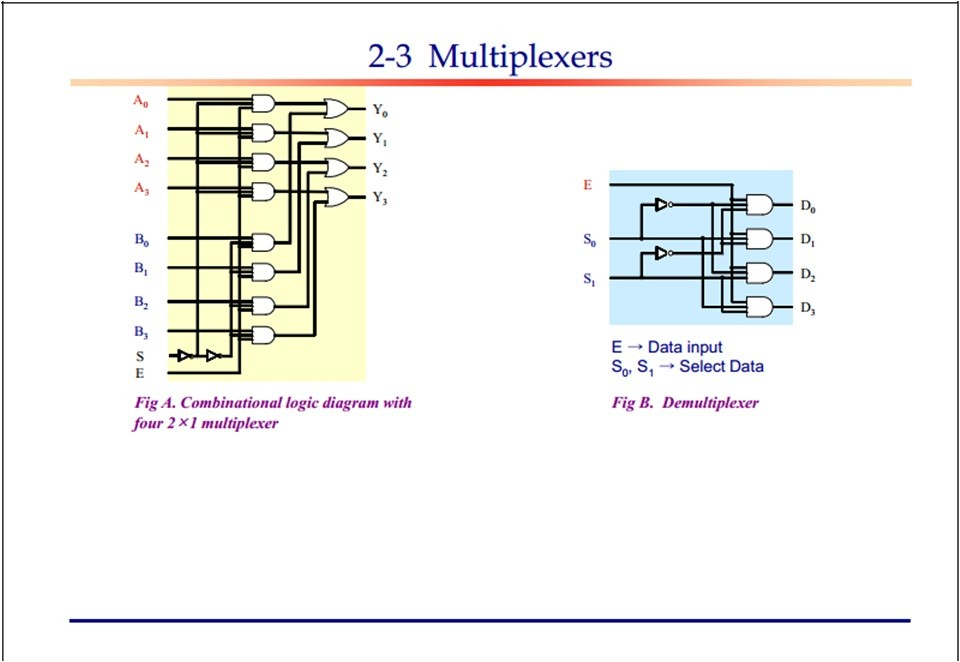 2-3 Multiplexers
A₀
A₁
A₂
A₃
B₀
B₁
B₂
B₃
S
E
Y₀
Y₁
Y₂
Y₃
Fig A. Combinational logic diagram with
four 2×1 multiplexer
E
S₀
S₁
D₀
D₁
D₂
D₃
E → Data input
S₀, S₁ → Select Data
Fig B. Demultiplexer